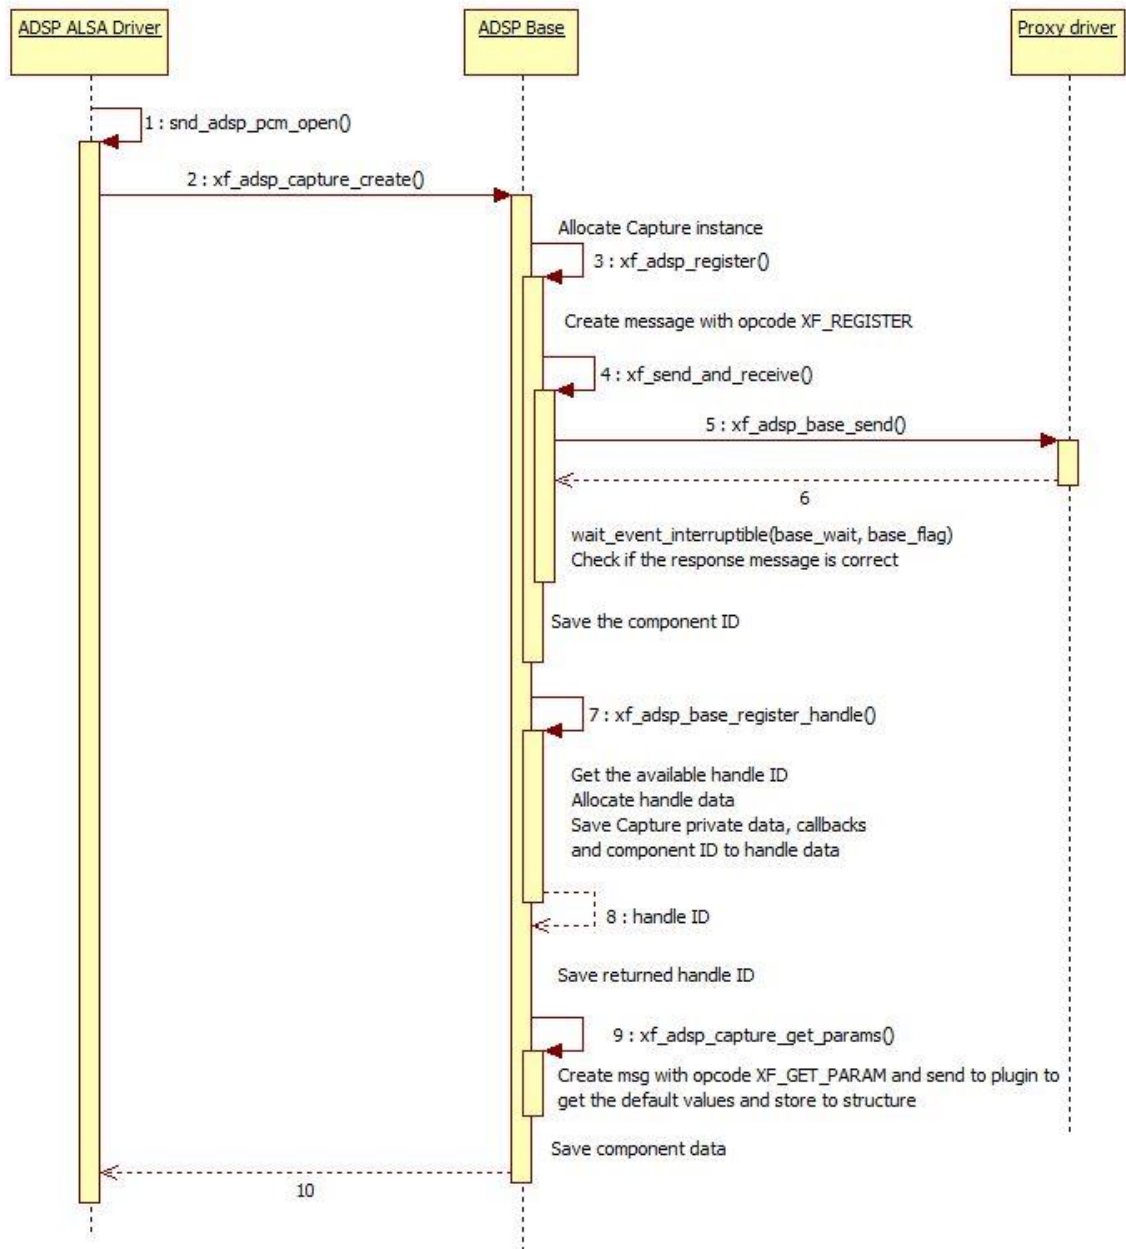 ADSP ALSA Driver
ADSP Base
Proxy driver
1 : snd_adsp_pcm_open()
2 : xf_adsp_capture_create()
Allocate Capture instance
3 : xf_adsp_register()
Create message with opcode XF_REGISTER
4 : xf_send_and_receive()
5 : xf_adsp_base_send()
6
wait_event_interruptible(base_wait, base_flag)
Check if the response message is correct
Save the component ID
7 : xf_adsp_base_register_handle()
Get the available handle ID
Allocate handle data
Save Capture private data, callbacks
and component ID to handle data
8 : handle ID
Save returned handle ID
9 : xf_adsp_capture_get_params()
Create msg with opcode XF_GET_PARAM and send to plugin to
get the default values and store to structure
Save component data
10